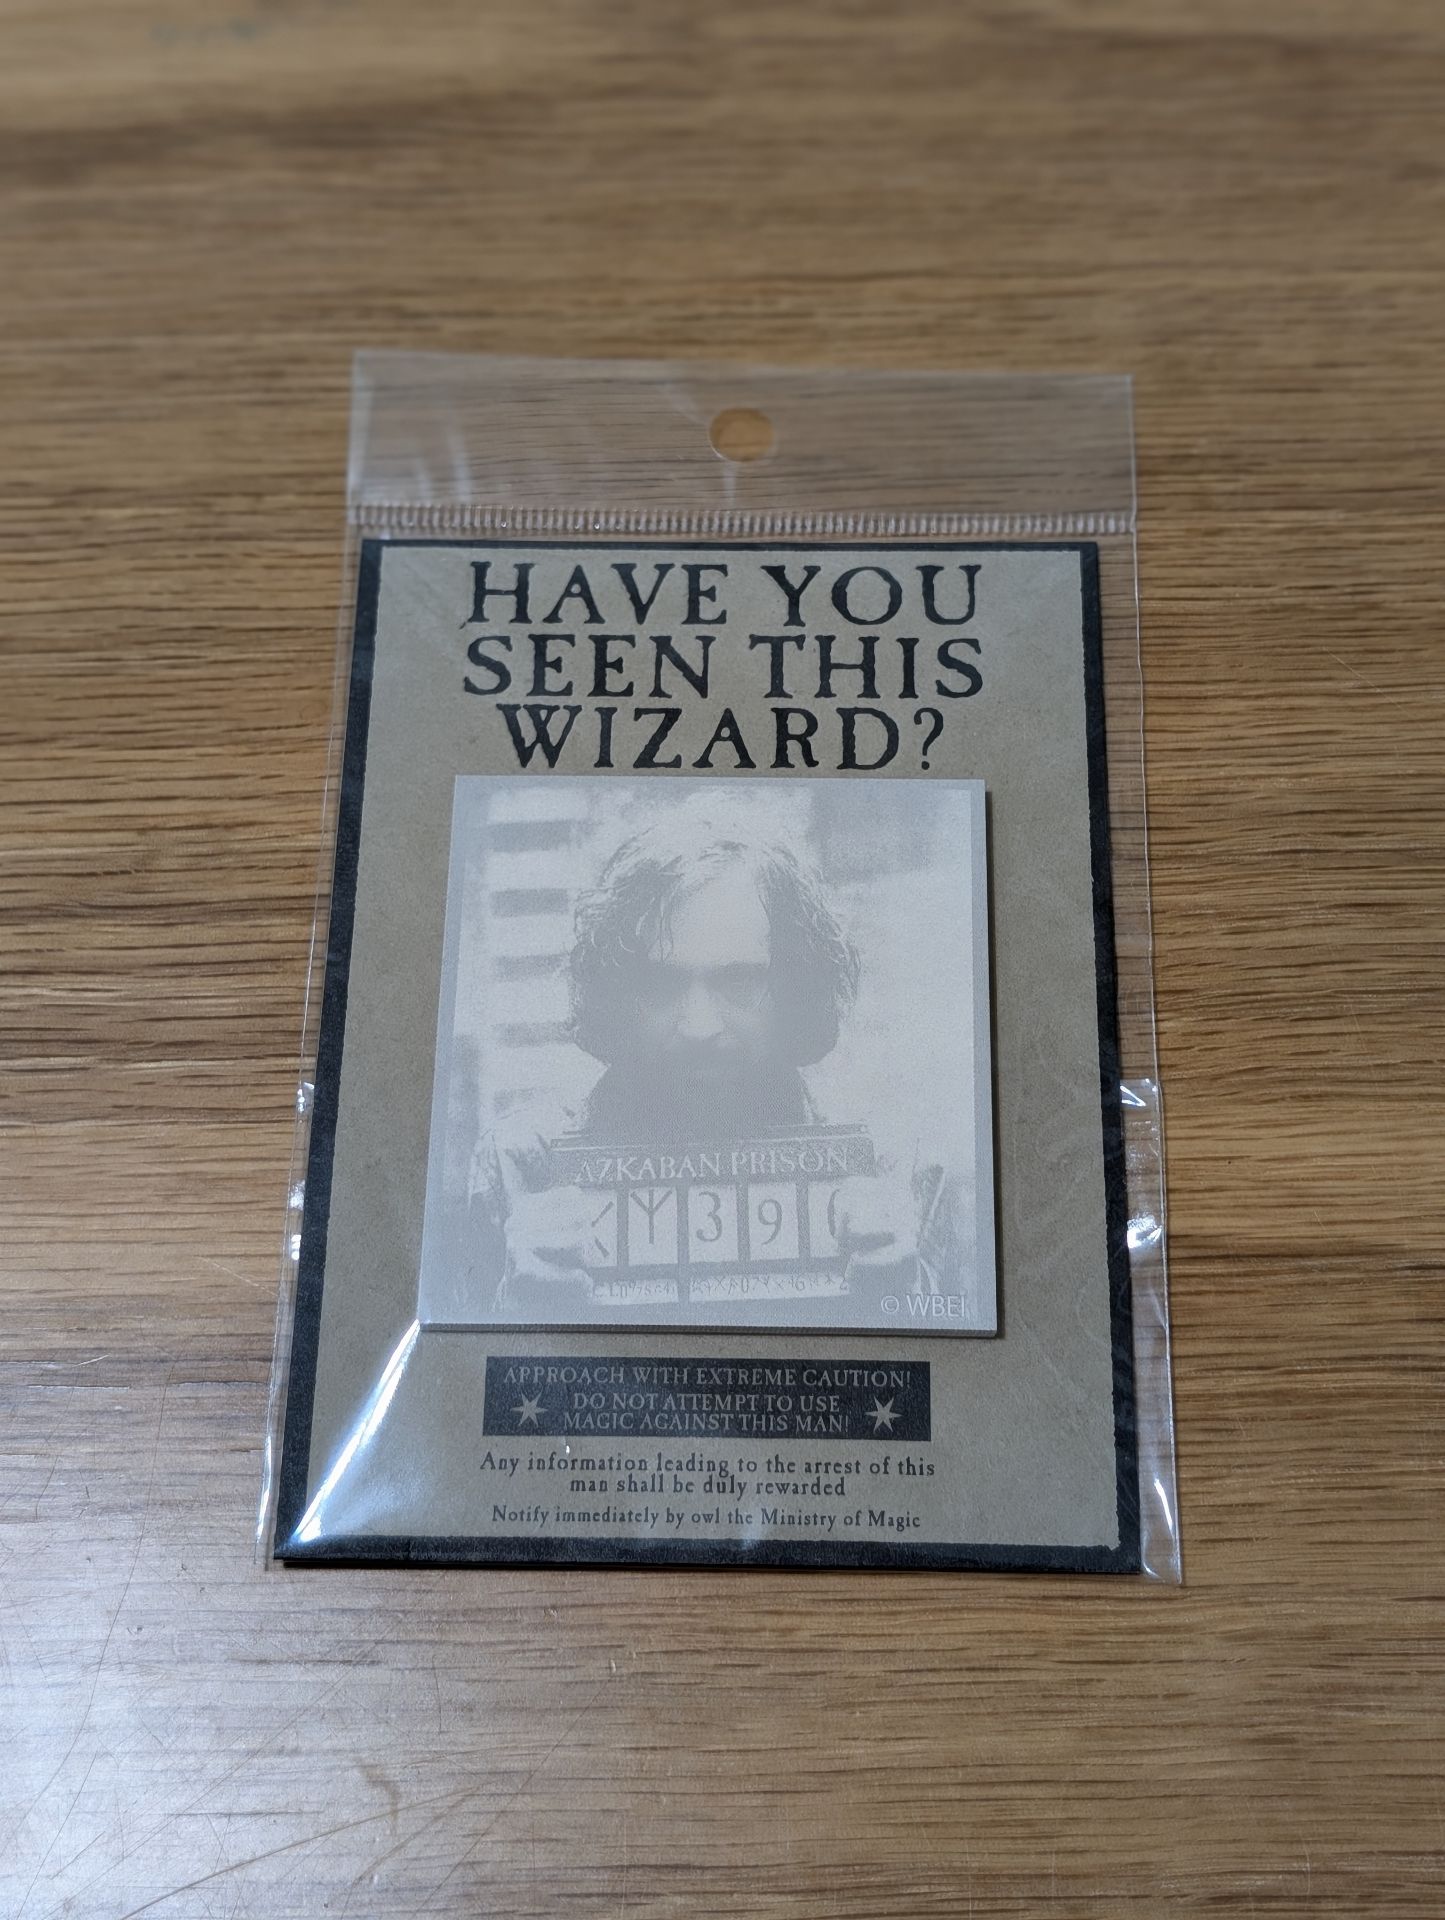 HAVE YOU
SEEN THIS
WIZARD?
AZKABAN PRISON
390
© WBEI
APPROACH WITH EXTREME CAUTION!
DO NOT ATTEMPT TO USE
MAGIC AGAINST THIS MAN!
Any information leading to the arrest of this
man shall be duly rewarded
Notify immediately by owl the Ministry of Magic